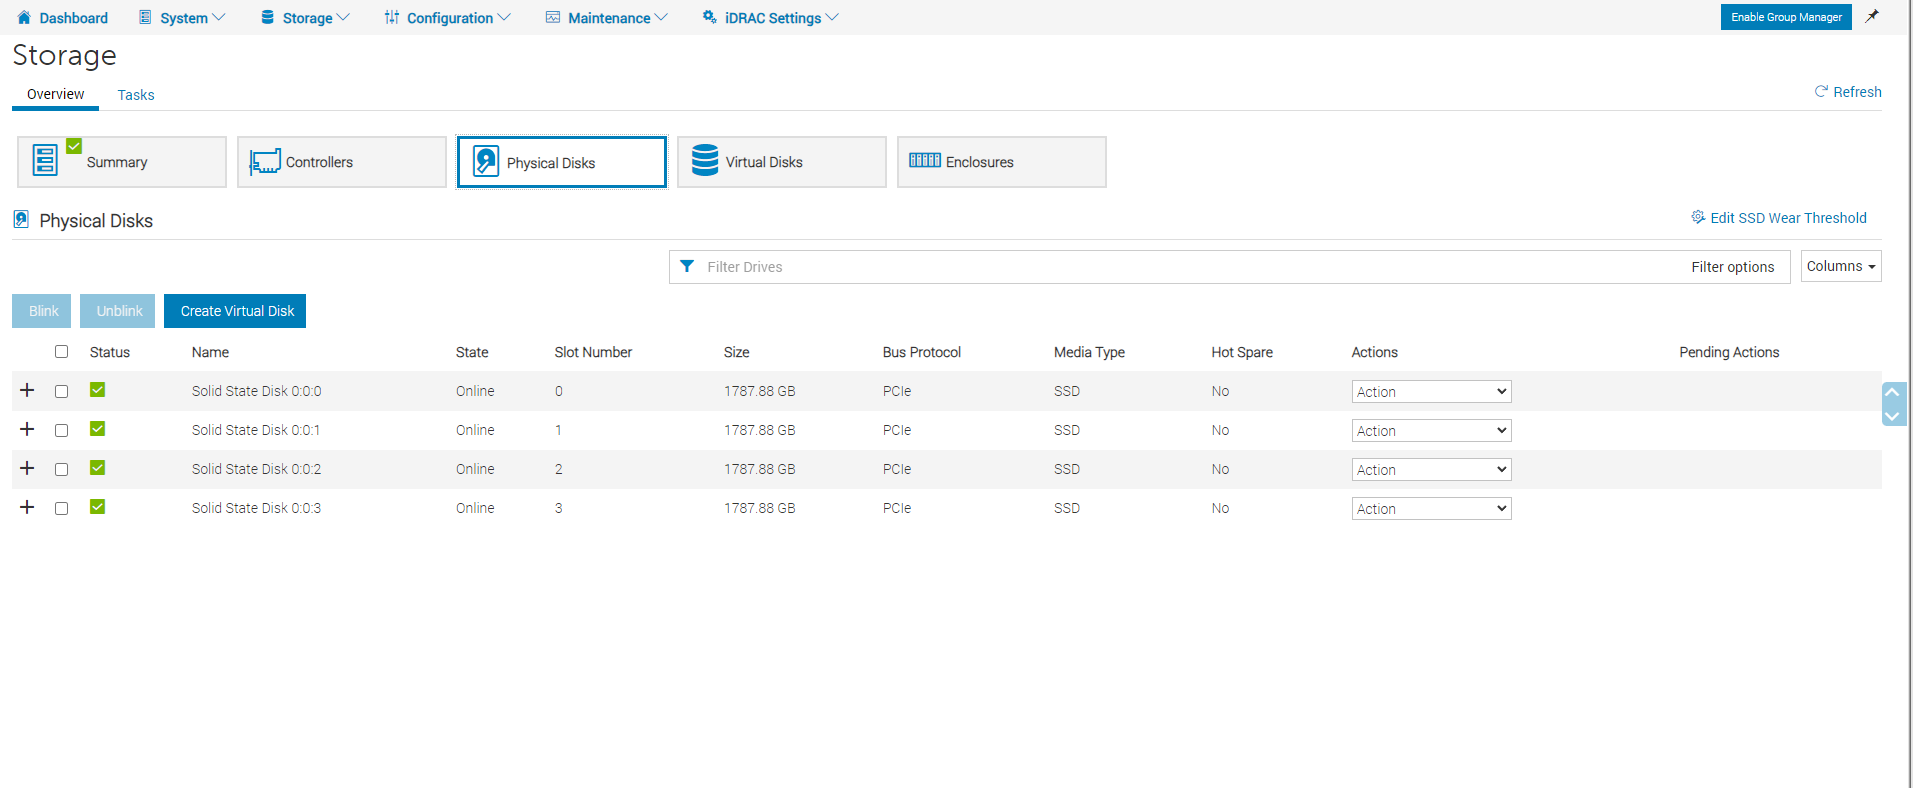 Dashboard System Storage Configuration Maintenance iDRAC Settings Enable Group Manager
Storage
Overview Tasks Refresh
Summary Controllers Physical Disks Virtual Disks Enclosures
Physical Disks Edit SSD Wear Threshold
Filter Drives Filter options Columns
Blink Unblink Create Virtual Disk
Status Name State Slot Number Size Bus Protocol Media Type Hot Spare Actions Pending Actions
Solid State Disk 0:0:0 Online 0 1787.88 GB PCIe SSD No Action
Solid State Disk 0:0:1 Online 1 1787.88 GB PCIe SSD No Action
Solid State Disk 0:0:2 Online 2 1787.88 GB PCIe SSD No Action
Solid State Disk 0:0:3 Online 3 1787.88 GB PCIe SSD No Action